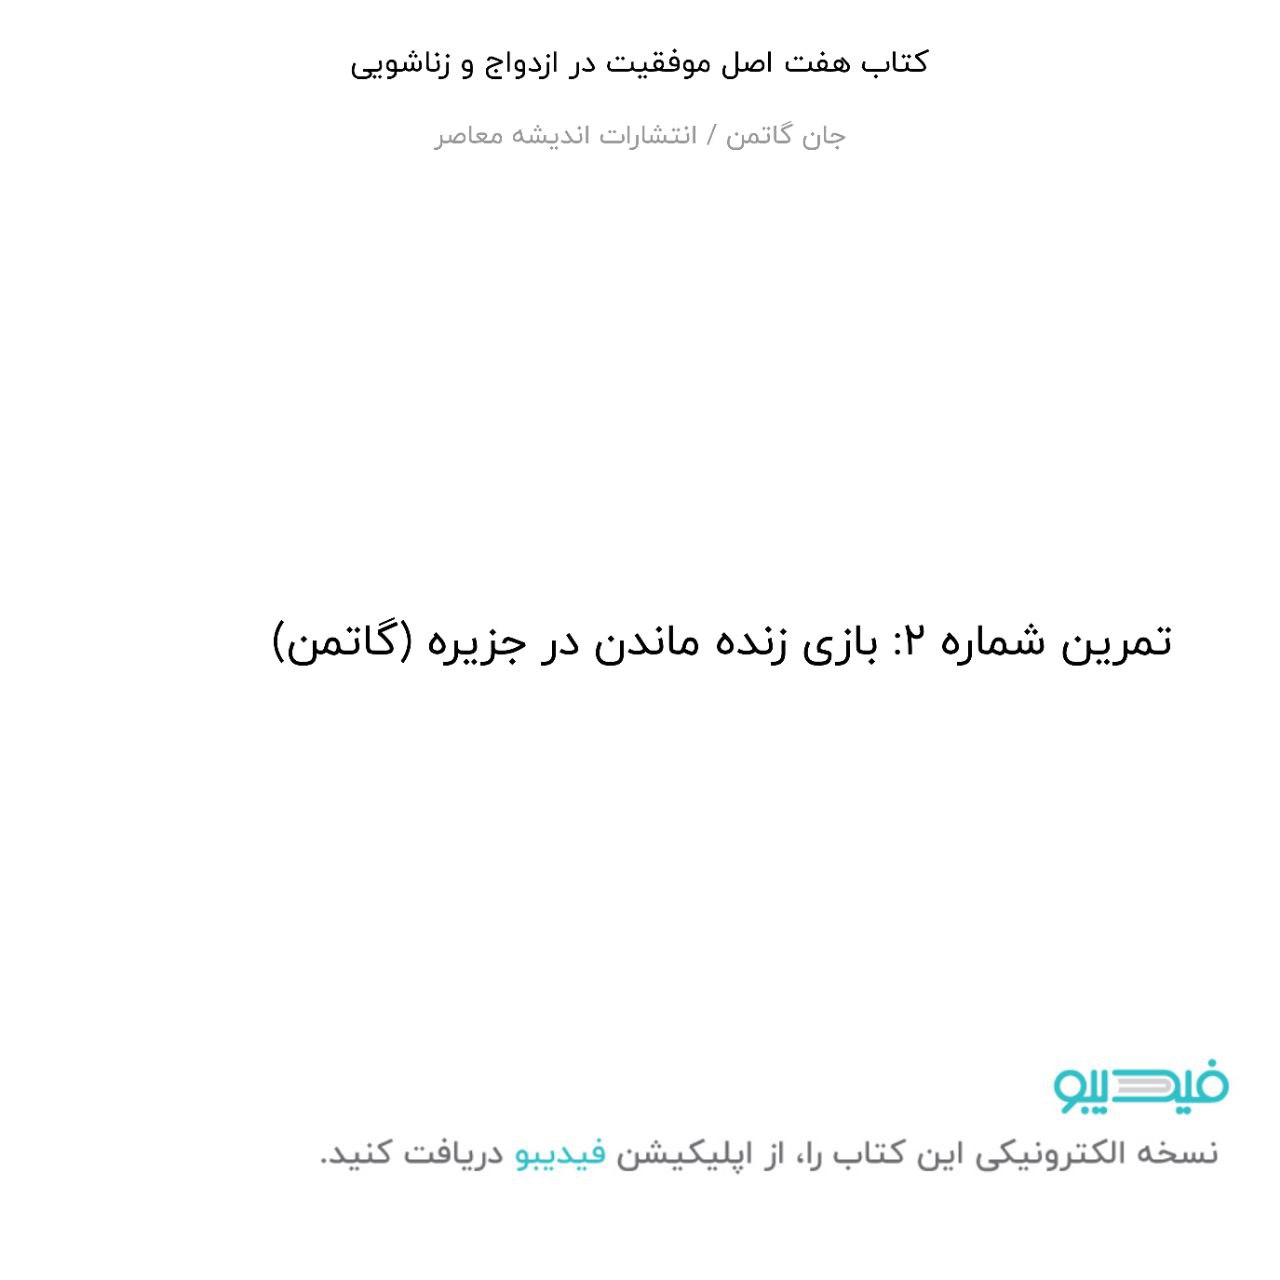 کتاب هفت اصل موفقیت در ازدواج و زناشویی
جان گاتمن / انتشارات اندیشه معاصر
تمرین شماره ۲: بازی زنده ماندن در جزیره (گاتمن)
فیدیبو
نسخه الکترونیکی این کتاب را، از اپلیکیشن فیدیبو دریافت کنید.